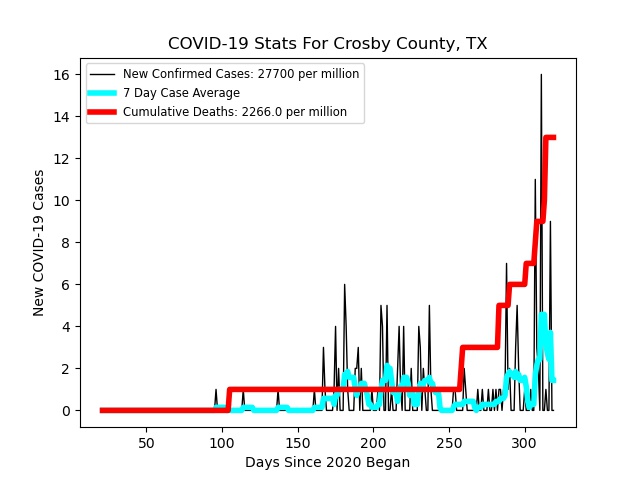 COVID-19 Stats For Crosby County, TX
New Confirmed Cases: 27700 per million
7 Day Case Average
Cumulative Deaths: 2266.0 per million
New COVID-19 Cases
16
14
12
10
8
6
4
2
0
50 100 150 200 250 300
Days Since 2020 Began